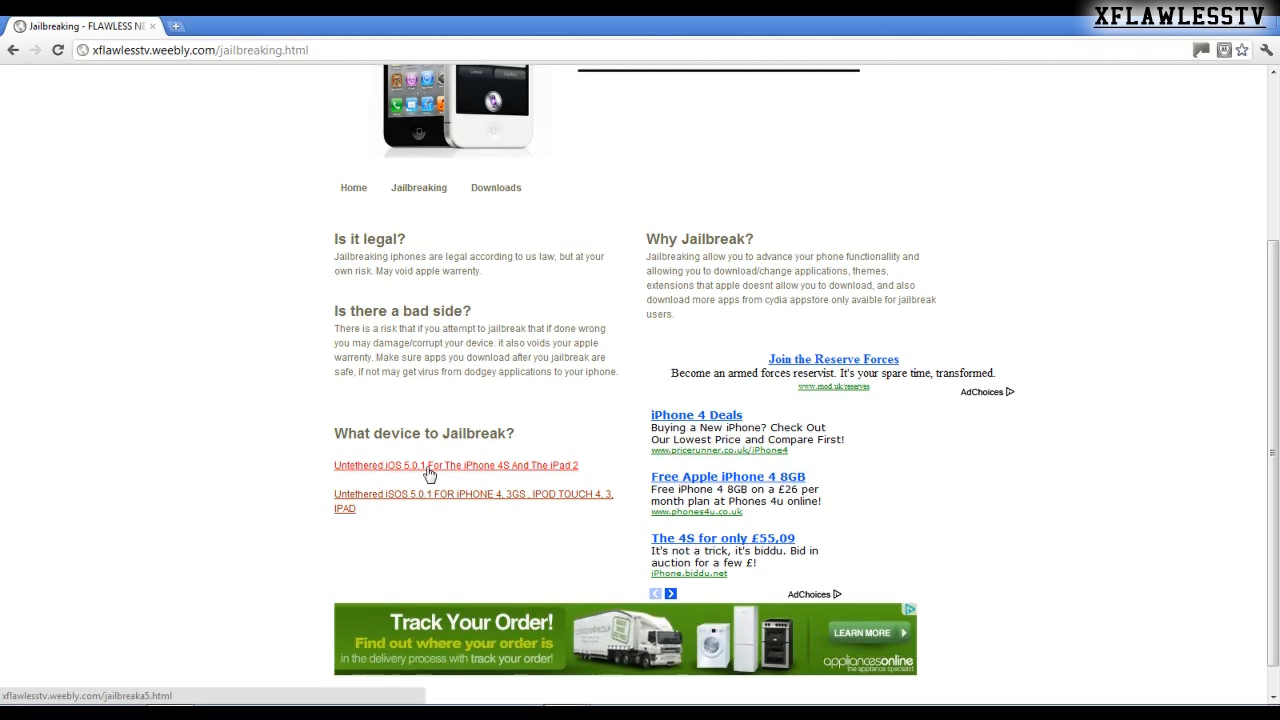 XFLAWLESSTV
Jailbreaking - FLAWLESS NE
xflawlesstv.weebly.com/jailbreaking.html
Home Jailbreaking Downloads
Is it legal?
Jailbreaking iphones are legal according to us law, but at your
own risk. May void apple warrenty.
Is there a bad side?
There is a risk that if you attempt to jailbreak that if done wrong
you may damage/corrupt your device. it also voids your apple
warrenty. Make sure apps you download after you jailbreak are
safe, if not may get virus from dodgey applications to your iphone.
What device to Jailbreak?
Untethered iOS 5.0.1 For The iPhone 4S And The iPad 2
Untethered iSOS 5.0.1 FOR iPHONE 4, 3GS , IPOD TOUCH 4, 3,
IPAD
Why Jailbreak?
Jailbreaking allow you to advance your phone functionallity and
allowing you to download/change applications, themes,
extensions that apple doesnt allow you to download, and also
download more apps from cydia appstore only avaible for jailbreak
users.
Join the Reserve Forces
Become an armed forces reservist. It's your spare time, transformed.
www.mod.uk/reserves
AdChoices
iPhone 4 Deals
Buying a New iPhone? Check Out
Our Lowest Price and Compare First!
www.pricerunner.co.uk/iPhone4
Free Apple iPhone 4 8GB
Free iPhone 4 8GB on a £26 per
month plan at Phones 4u online!
www.phones4u.co.uk
The 4S for only £55,09
It's not a trick, it's biddu. Bid in
auction for a few £!
iPhone.biddu.net
AdChoices
Track Your Order!
Find out where your order is
in the delivery process with track your order!
LEARN MORE
appliancesonline
the appliance specialist
xflawlesstv.weebly.com/jailbreaka5.html